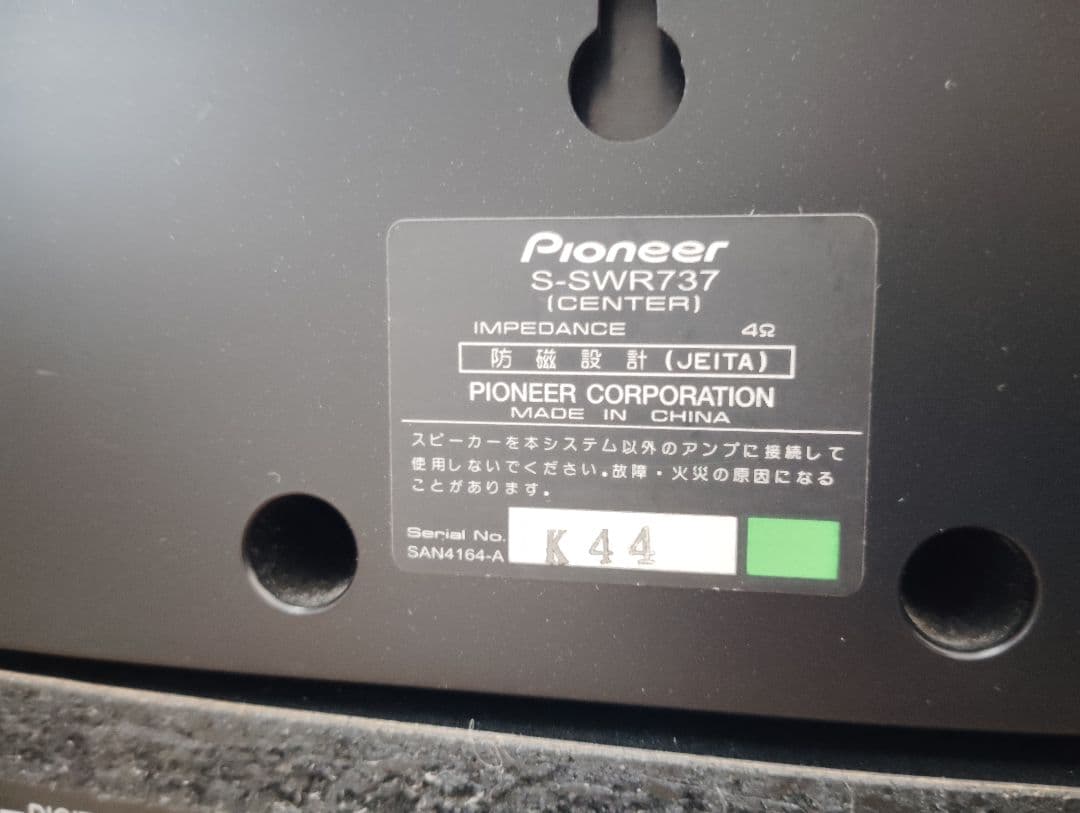 Pioneer
S-SWR737
(CENTER)
IMPEDANCE 4Ω
防磁設計(JEITA)
PIONEER CORPORATION
MADE IN CHINA
スピーカーを本システム以外のアンプに接続して
使用しないでください。故障・火災の原因になる
ことがあります。
Serial No. K44
SAN4164-A